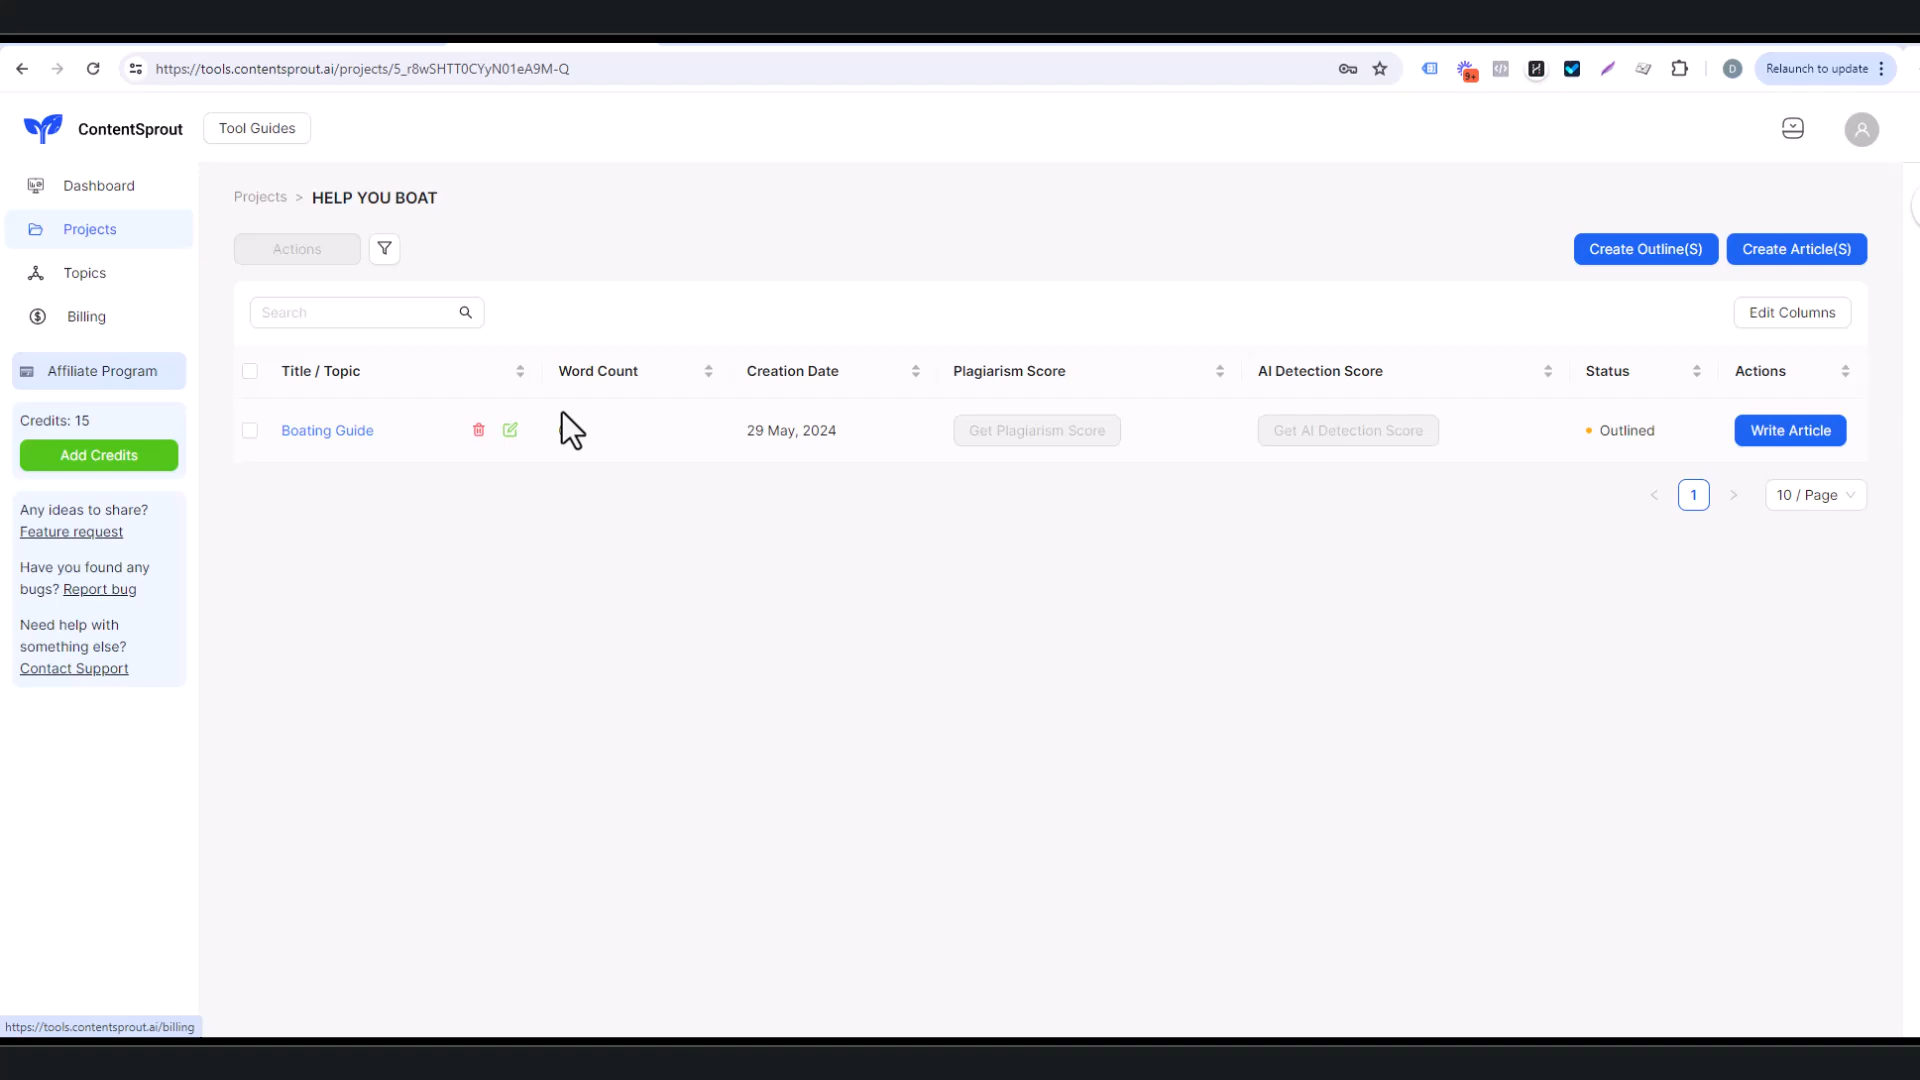 https://tools.contentsprout.ai/projects/5_r8wSHTT0CYyN01eA9M-Q
9+
D
Relaunch to update
ContentSprout
Tool Guides
Dashboard
Projects
Topics
Billing
Affiliate Program
Credits: 15
Add Credits
Any ideas to share?
Feature request
Have you found any
bugs? Report bug
Need help with
something else?
Contact Support
Projects > HELP YOU BOAT
Actions
Create Outline(S)
Create Article(S)
Search
Edit Columns
Title / Topic
Word Count
Creation Date
Plagiarism Score
AI Detection Score
Status
Actions
Boating Guide
29 May, 2024
Get Plagiarism Score
Get AI Detection Score
Outlined
Write Article
< 1 >
10 / Page
https://tools.contentsprout.ai/billing